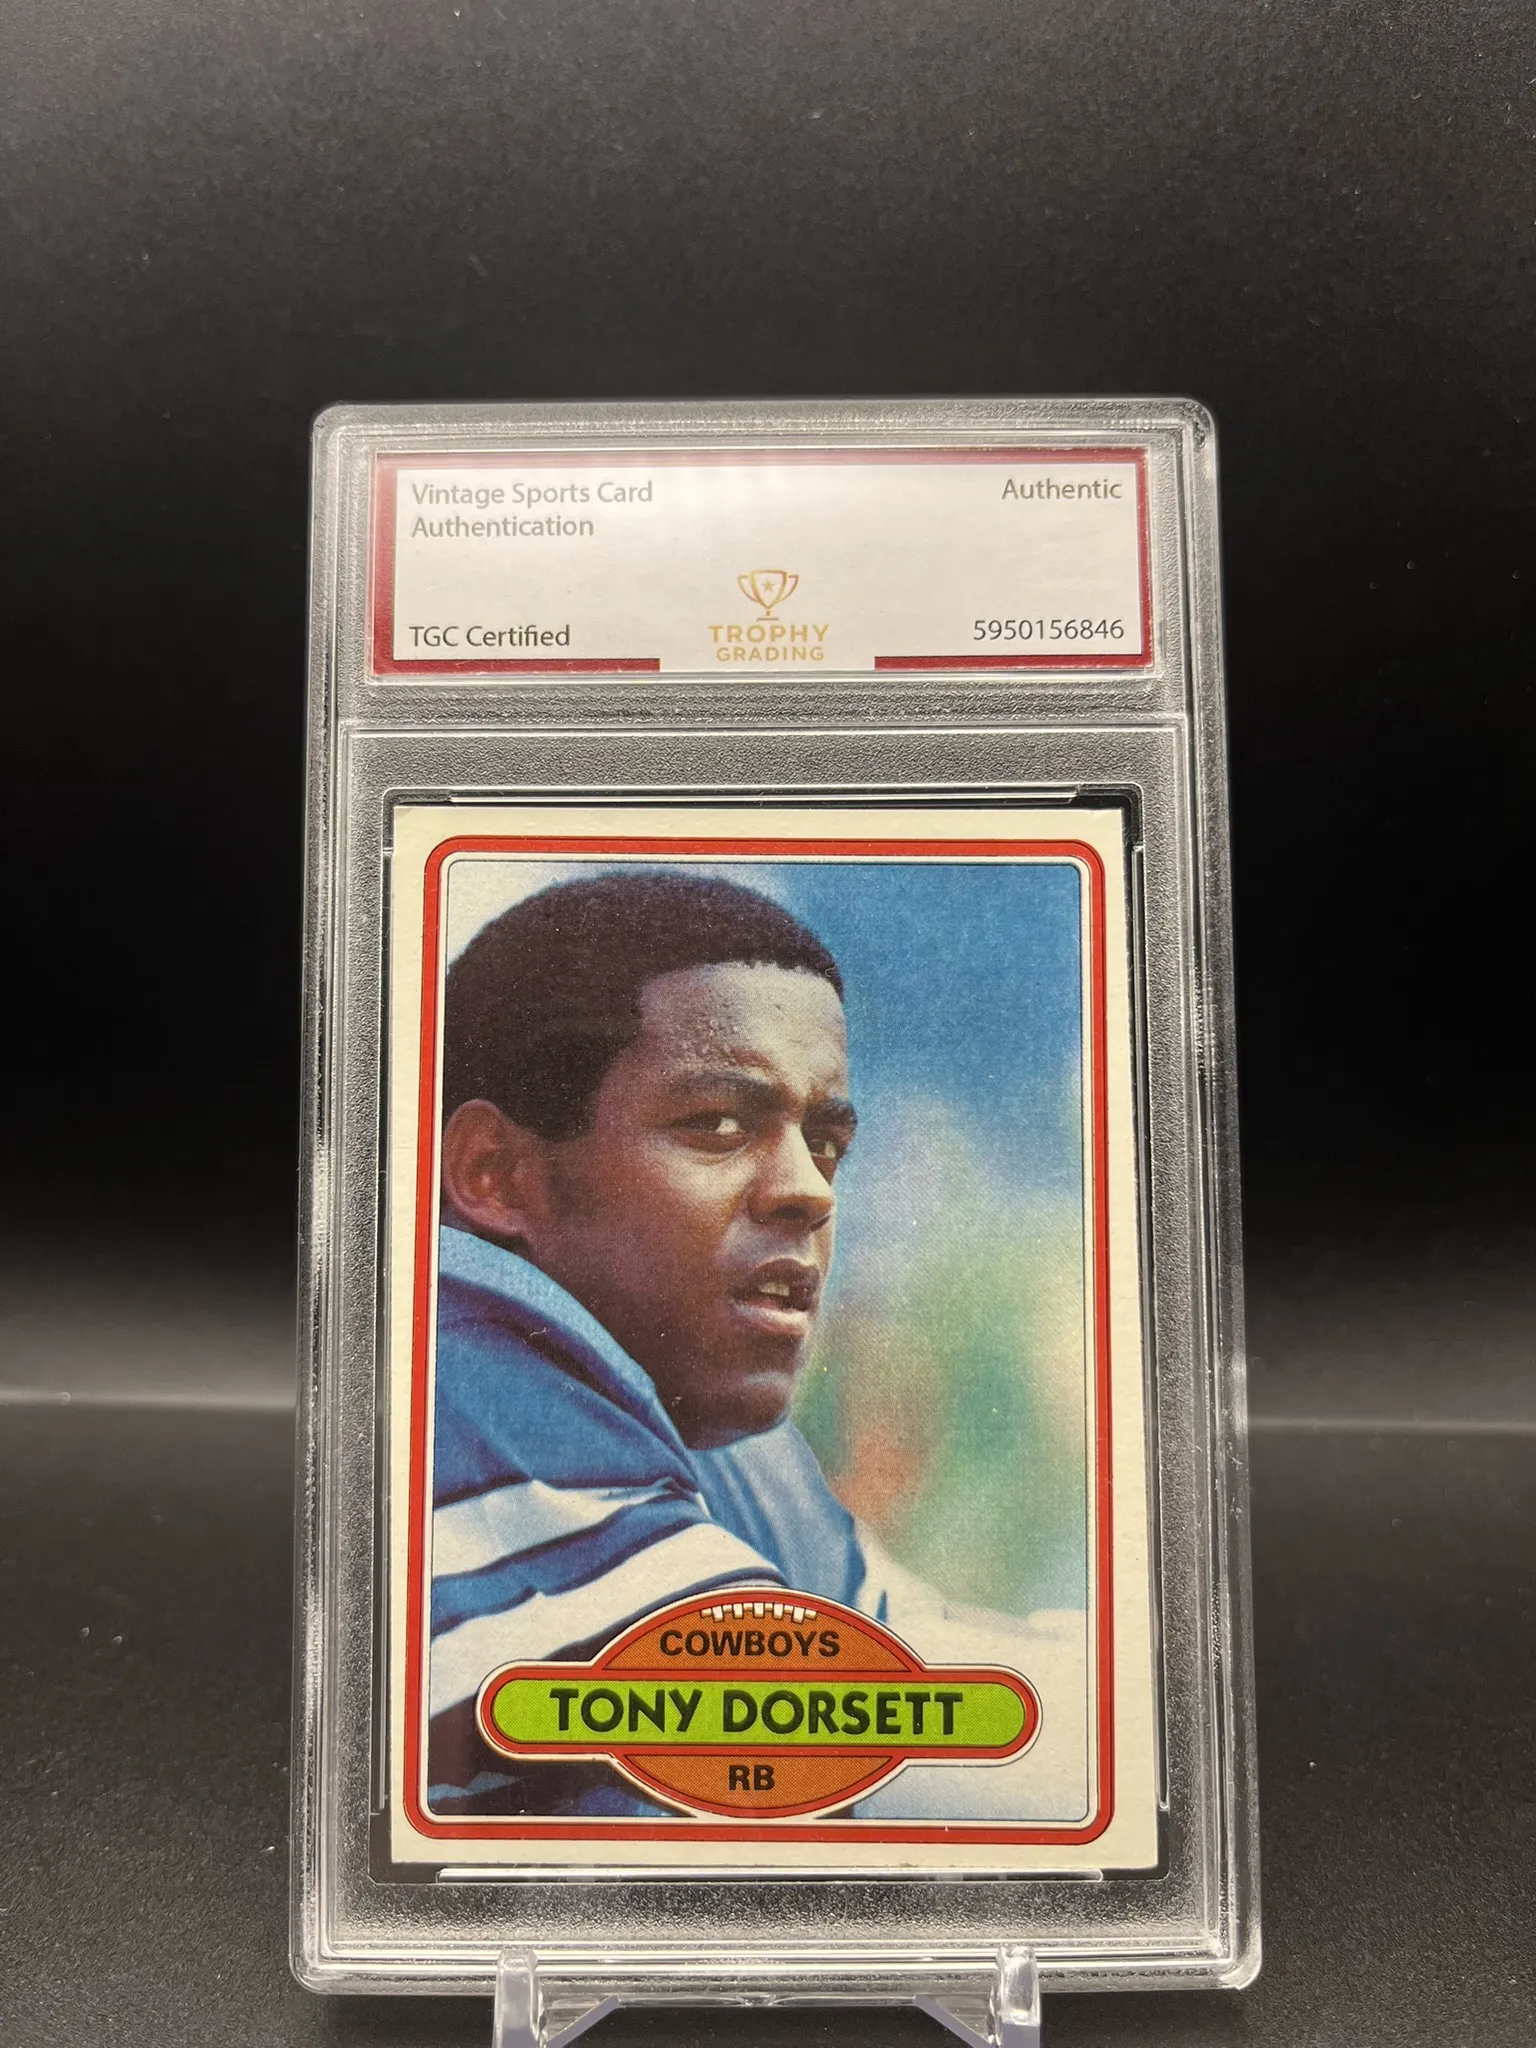 Vintage Sports Card
Authentication
Authentic
TGC Certified
TROPHY
GRADING
5950156846
COWBOYS
TONY DORSETT
RB